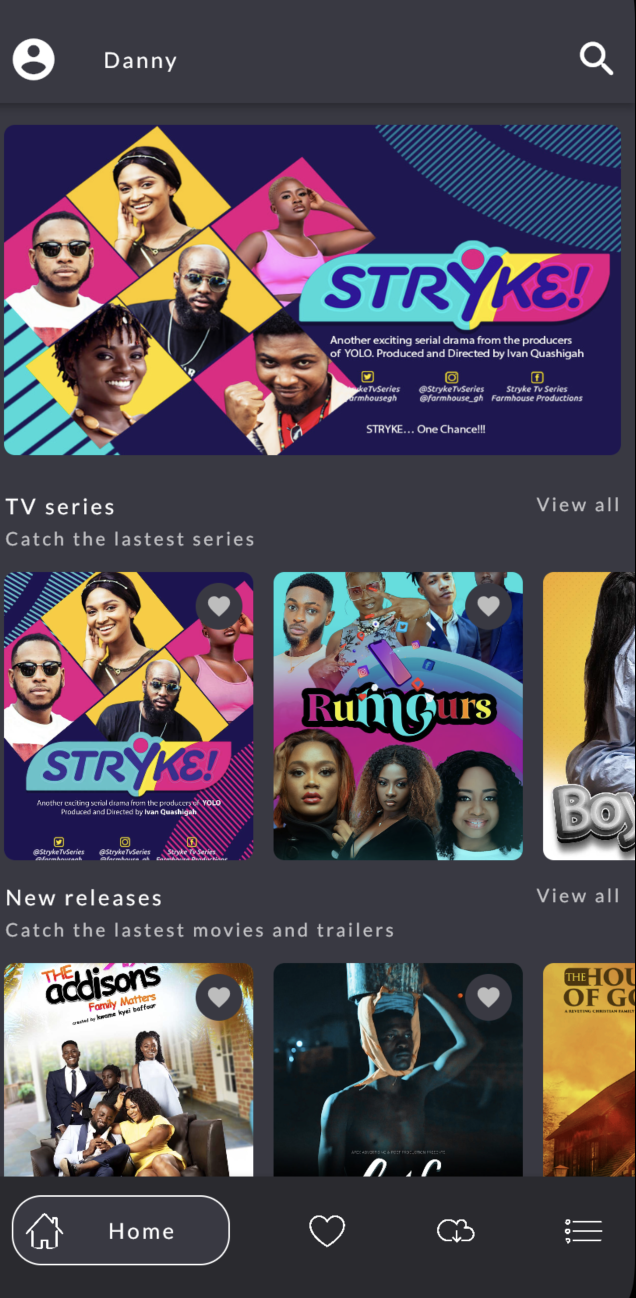 Danny
STRYKE!
Another exciting serial drama from the producers
of YOLO. Produced and Directed by Ivan Quashigah
@StrykeTvSeries @StrykeTvSeries Stryke Tv Series
@farmhouse_gh Farmhouse Productions
STRYKE... One Chance!!!
TV series
View all
Catch the lastest series
STRYKE!
Another exciting serial drama from the producers of YOLO
Produced and Directed by Ivan Quashigah
@StrykeTvSeries @StrykeTvSeries Stryke Tv Series
@farmhousegh @farmhouse_gh Farmhouse Productions
Rumours
Boy
New releases
View all
Catch the lastest movies and trailers
THE
addisons
Family Matters
created by kwame kyei baffour
THE HOU
OF GO
A RIVETING CHRISTIAN FAMILY
Home